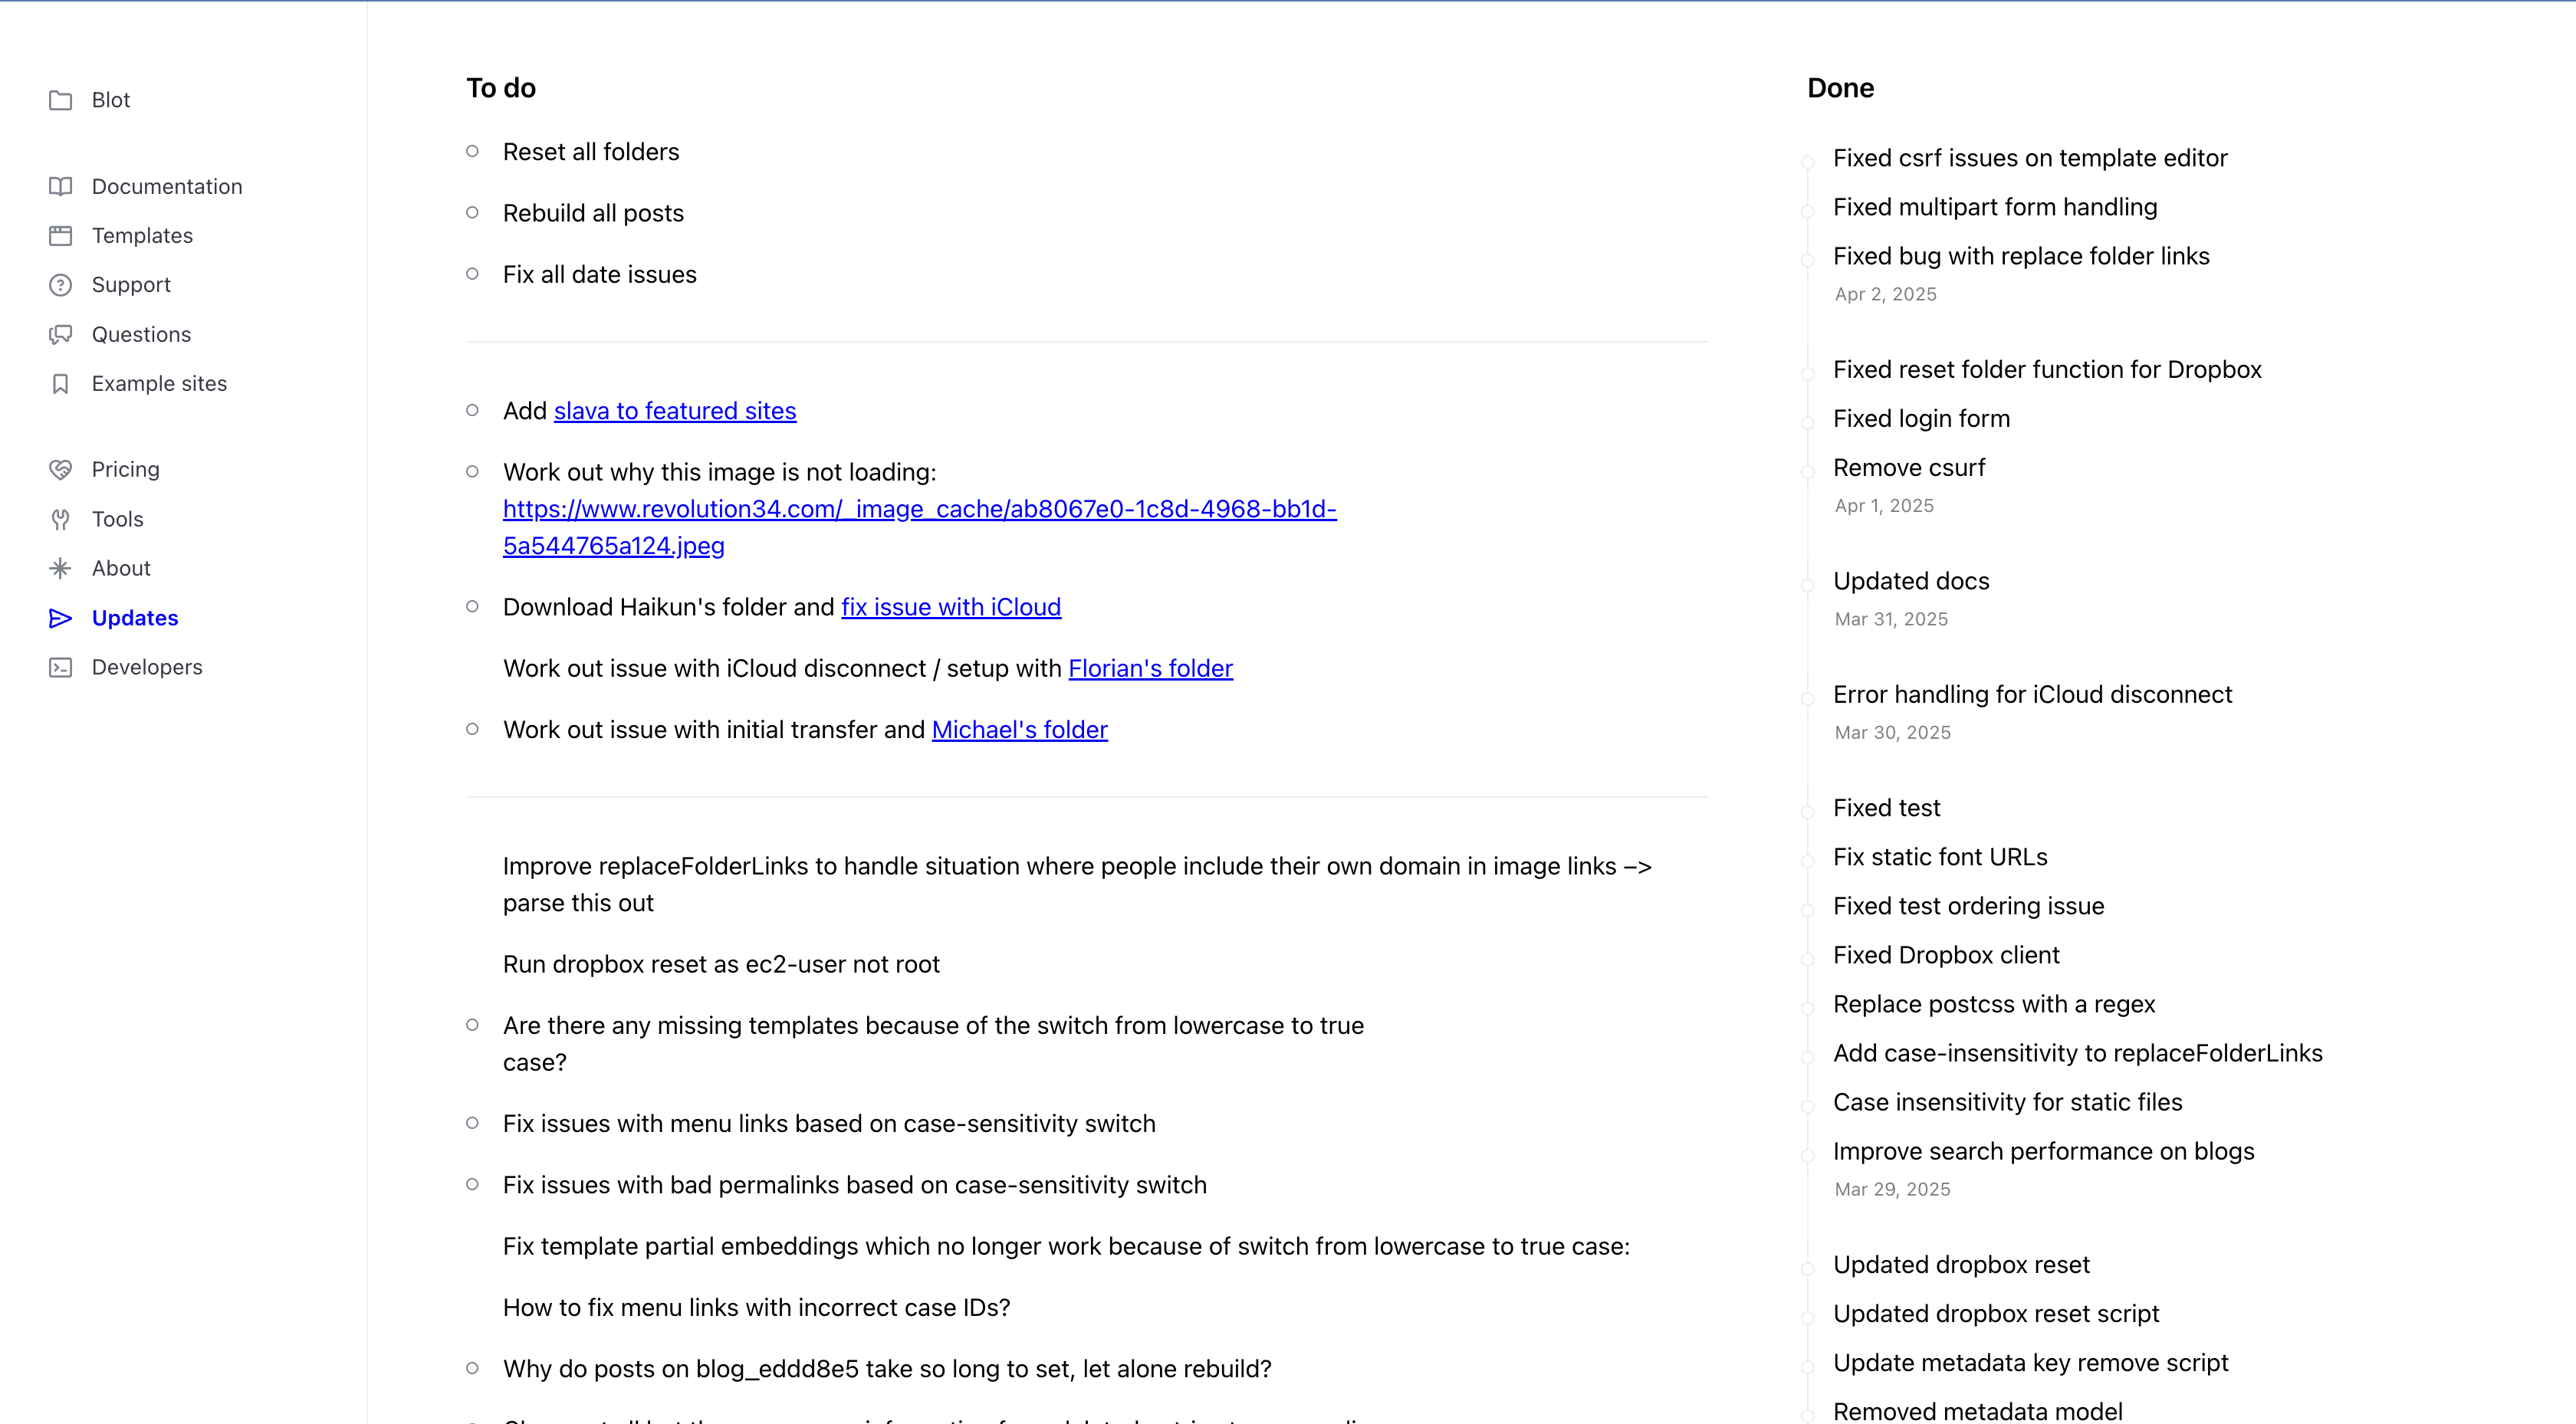 Blot
Documentation
Templates
Support
Questions
Example sites
Pricing
Tools
About
Updates
Developers
To do
Reset all folders
Rebuild all posts
Fix all date issues
Add slava to featured sites
Work out why this image is not loading:
https://www.revolution34.com/_image_cache/ab8067e0-1c8d-4968-bb1d-
5a544765a124.jpeg
Download Haikun's folder and fix issue with iCloud
Work out issue with iCloud disconnect / setup with Florian's folder
Work out issue with initial transfer and Michael's folder
Improve replaceFolderLinks to handle situation where people include their own domain in image links –>
parse this out
Run dropbox reset as ec2-user not root
Are there any missing templates because of the switch from lowercase to true
case?
Fix issues with menu links based on case-sensitivity switch
Fix issues with bad permalinks based on case-sensitivity switch
Fix template partial embeddings which no longer work because of switch from lowercase to true case:
How to fix menu links with incorrect case IDs?
Why do posts on blog_eddd8e5 take so long to set, let alone rebuild?
Done
Fixed csrf issues on template editor
Fixed multipart form handling
Fixed bug with replace folder links
Apr 2, 2025
Fixed reset folder function for Dropbox
Fixed login form
Remove csurf
Apr 1, 2025
Updated docs
Mar 31, 2025
Error handling for iCloud disconnect
Mar 30, 2025
Fixed test
Fix static font URLs
Fixed test ordering issue
Fixed Dropbox client
Replace postcss with a regex
Add case-insensitivity to replaceFolderLinks
Case insensitivity for static files
Improve search performance on blogs
Mar 29, 2025
Updated dropbox reset
Updated dropbox reset script
Update metadata key remove script
Removed metadata model